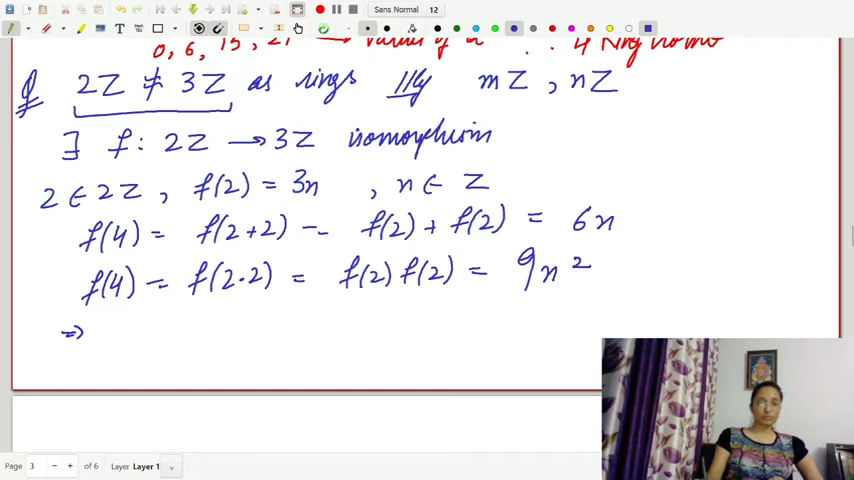 Sans Normal 12
0, 6, 15, 21 → value of a ∴ 4 Ring homo
Q 2Z ≄ 3Z as rings ||ly mZ, nZ
∃ f: 2Z → 3Z isomorphism
2 ∈ 2Z, f(2) = 3n, n ∈ Z
f(4) = f(2+2) = f(2) + f(2) = 6n
f(4) = f(2·2) = f(2) f(2) = 9n²
⇒
Page 3 of 6 Layer Layer 1